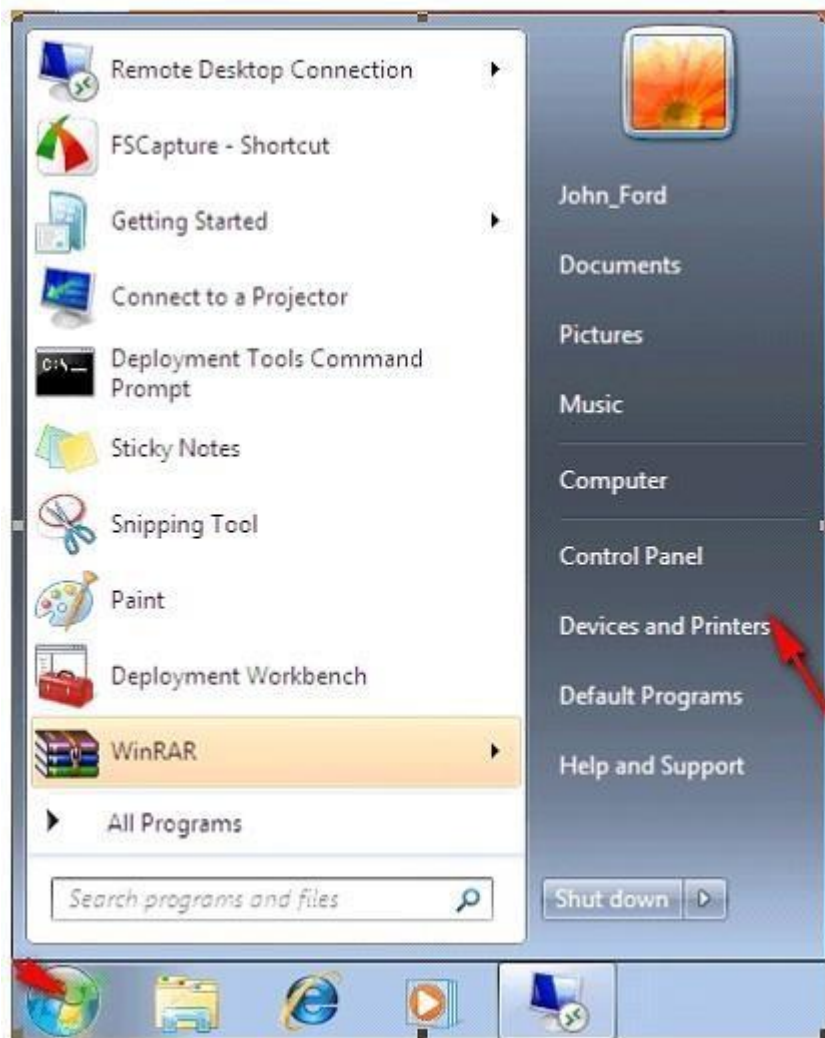 Remote Desktop Connection
FSCapture - Shortcut
Getting Started
Connect to a Projector
C:\
Deployment Tools Command
Prompt
Sticky Notes
Snipping Tool
Paint
Deployment Workbench
WinRAR
All Programs
Search programs and files
John_Ford
Documents
Pictures
Music
Computer
Control Panel
Devices and Printers
Default Programs
Help and Support
Shut down